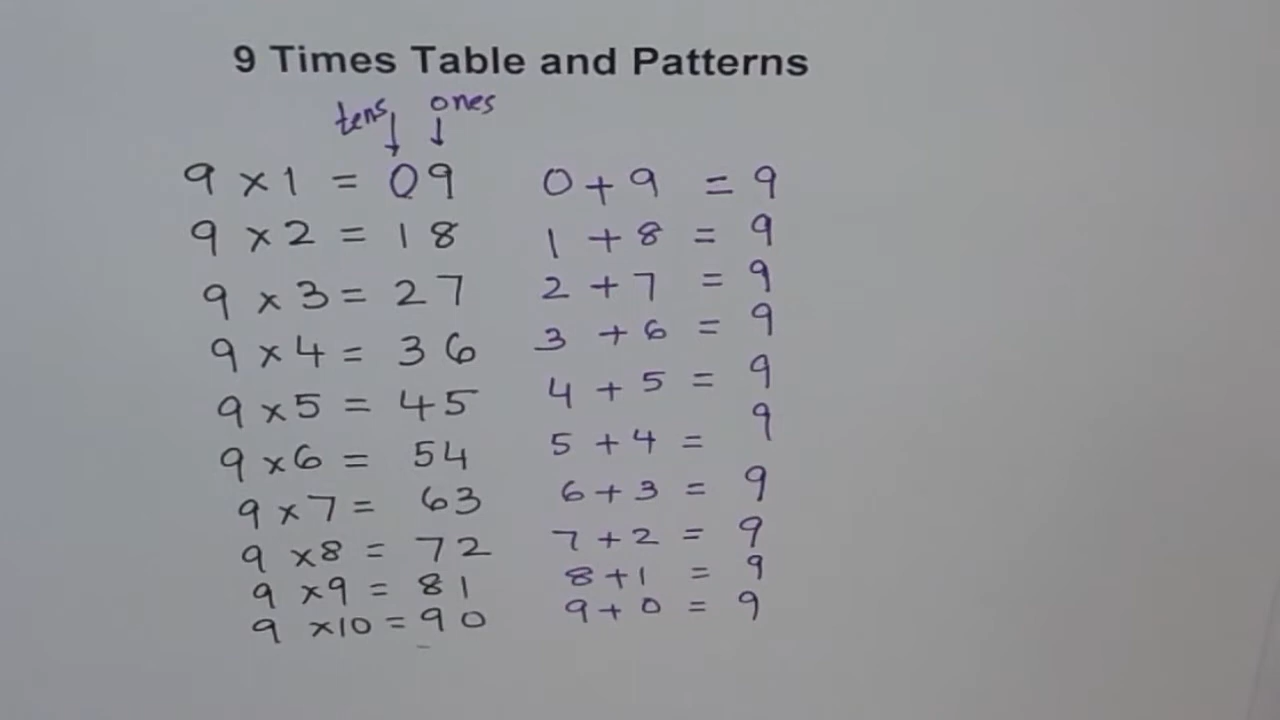 9 Times Table and Patterns
tens ones
9 x 1 = 09 0 + 9 = 9
9 x 2 = 18 1 + 8 = 9
9 x 3 = 27 2 + 7 = 9
9 x 4 = 36 3 + 6 = 9
9 x 5 = 45 4 + 5 = 9
9 x 6 = 54 5 + 4 = 9
9 x 7 = 63 6 + 3 = 9
9 x 8 = 72 7 + 2 = 9
9 x 9 = 81 8 + 1 = 9
9 x 10 = 90 9 + 0 = 9